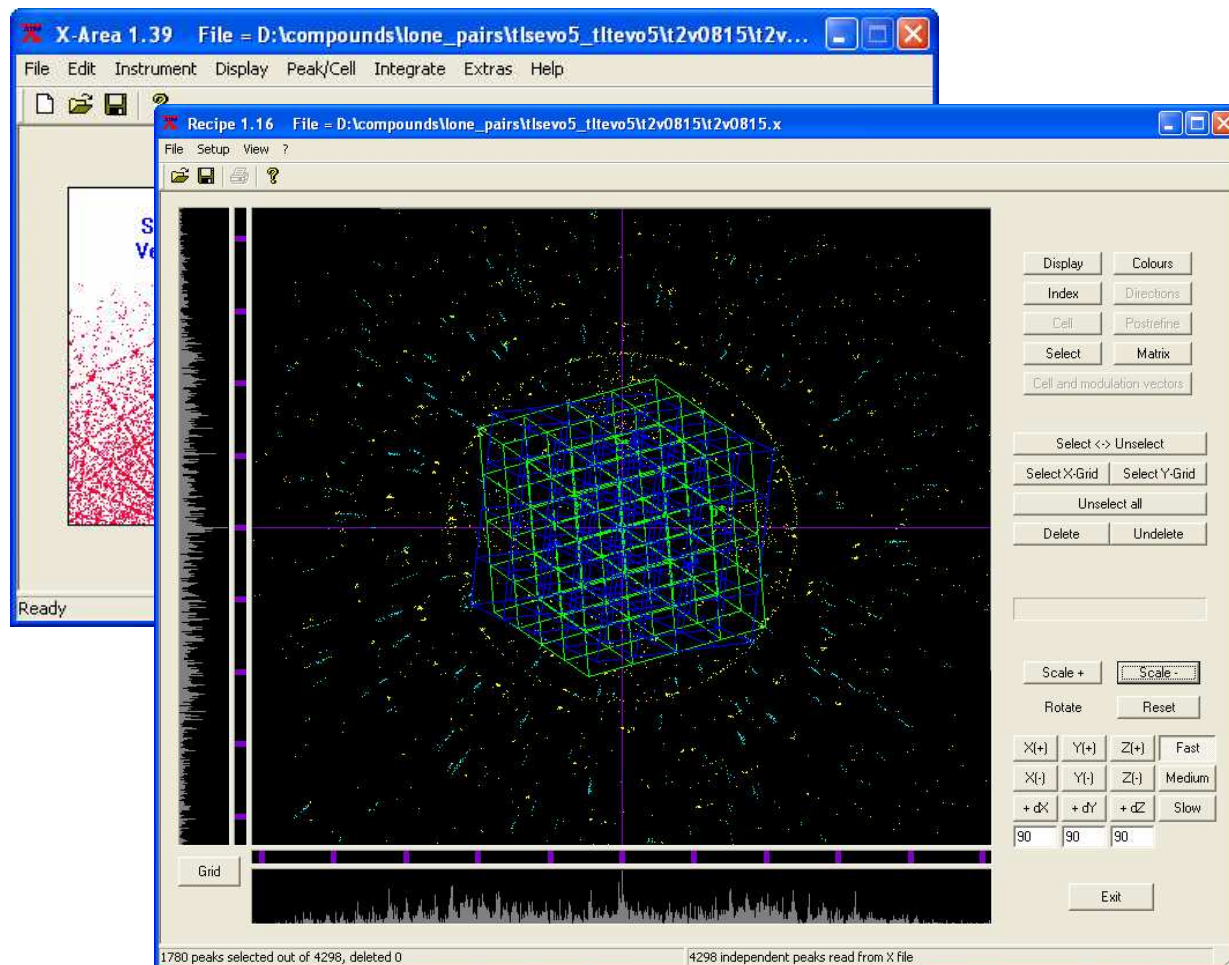 X-Area 1.39 File = D:\compounds\lone_pairs\tlsevo5_tltevo5\t2v0815\t2v...
File Edit Instrument Display Peak/Cell Integrate Extras Help
S
Ve
Ready
Recipe 1.16 File = D:\compounds\lone_pairs\tlsevo5_tltevo5\t2v0815\t2v0815.x
File Setup View ?
Display Colours
Index Directions
Cell Postrefine
Select Matrix
Cell and modulation vectors
Select <-> Unselect
Select X-Grid Select Y-Grid
Unselect all
Delete Undelete
Scale + Scale -
Rotate Reset
X(+) Y(+) Z(+) Fast
X(-) Y(-) Z(-) Medium
+ dX + dY + dZ Slow
90 90 90
Grid
Exit
1780 peaks selected out of 4298, deleted 0 4298 independent peaks read from X file